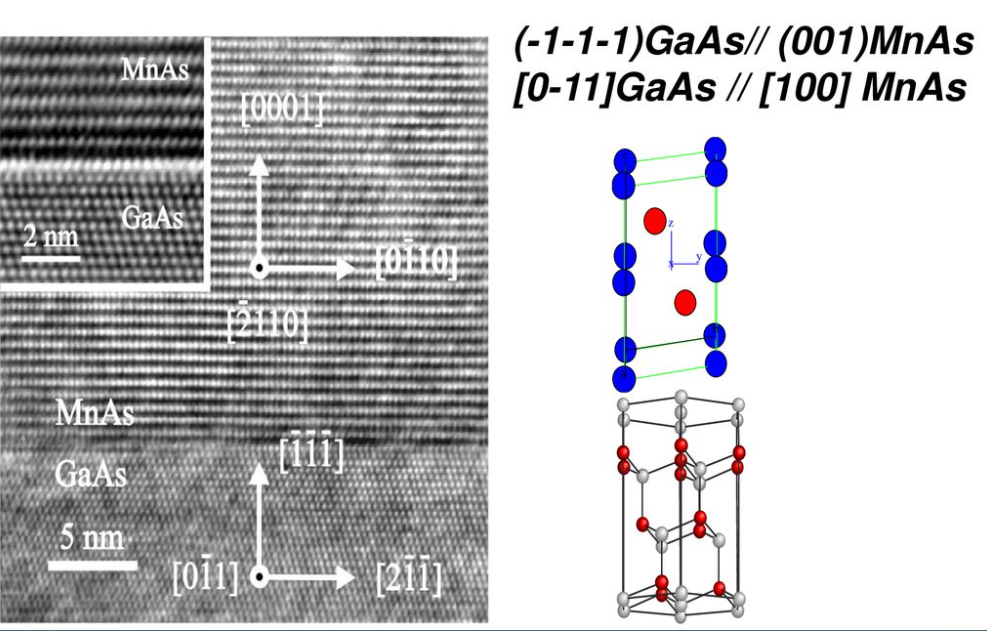 (-1-1-1)GaAs// (001)MnAs
[0-11]GaAs // [100] MnAs
MnAs
GaAs
2 nm
[0001]
[01̄10]
[2̄110]
MnAs
GaAs
5 nm
[1̄1̄1̄]
[01̄1]
[21̄1̄]
z
y
x